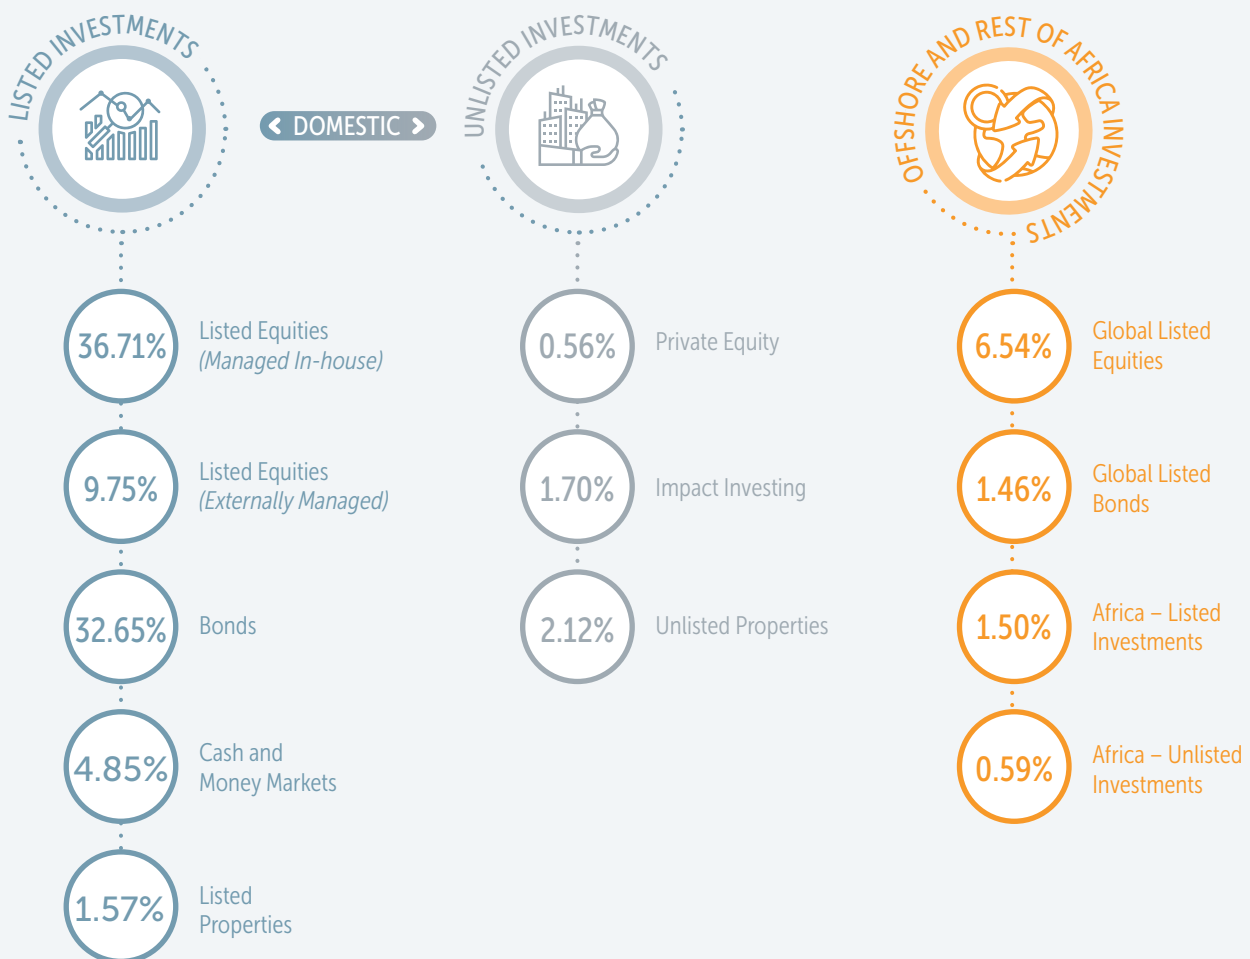 LISTED INVESTMENTS
DOMESTIC
UNLISTED INVESTMENTS
OFFSHORE AND REST OF AFRICA INVESTMENTS
36.71%
Listed Equities
(Managed In-house)
9.75%
Listed Equities
(Externally Managed)
32.65%
Bonds
4.85%
Cash and
Money Markets
1.57%
Listed
Properties
0.56%
Private Equity
1.70%
Impact Investing
2.12%
Unlisted Properties
6.54%
Global Listed
Equities
1.46%
Global Listed
Bonds
1.50%
Africa – Listed
Investments
0.59%
Africa – Unlisted
Investments